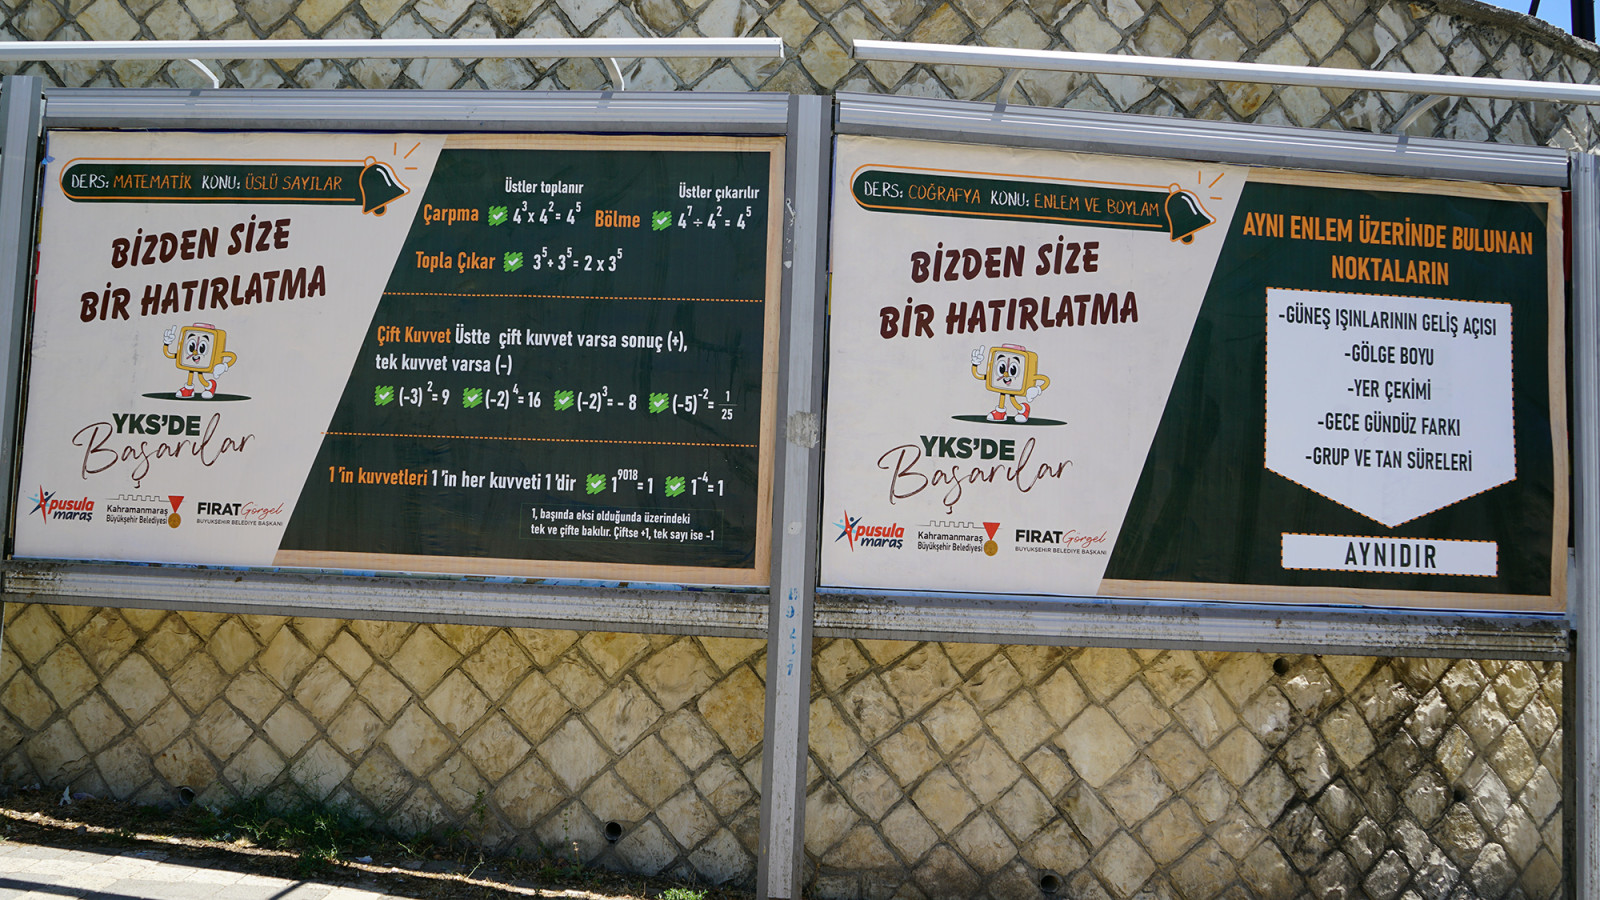 DERS: MATEMATİK KONU: ÜSLÜ SAYILAR
BİZDEN SİZE
BİR HATIRLATMA
YKS'DE
Başarılar
pusula
maraş
Kahramanmaraş
Büyükşehir Belediyesi
FIRAT Görgel
BÜYÜKŞEHİR BELEDİYE BAŞKANI
Üstler toplanır
Üstler çıkarılır
Çarpma 4³ x 4² = 4⁵ Bölme 4⁷ ÷ 4² = 4⁵
Topla Çıkar 3⁵ + 3⁵ = 2 x 3⁵
Çift Kuvvet Üstte çift kuvvet varsa sonuç (+),
tek kuvvet varsa (-)
(-3)² = 9 (-2)⁴ = 16 (-2)³ = - 8 (-5)⁻² = 1/25
1'in kuvvetleri 1'in her kuvveti 1'dir 1⁹⁰¹⁸ = 1 1⁻⁴ = 1
1, başında eksi olduğunda üzerindeki
tek ve çifte bakılır. Çiftse +1, tek sayı ise -1
DERS: COĞRAFYA KONU: ENLEM VE BOYLAM
BİZDEN SİZE
BİR HATIRLATMA
YKS'DE
Başarılar
pusula
maraş
Kahramanmaraş
Büyükşehir Belediyesi
FIRAT Görgel
BÜYÜKŞEHİR BELEDİYE BAŞKANI
AYNI ENLEM ÜZERİNDE BULUNAN
NOKTALARIN
-GÜNEŞ IŞINLARININ GELİŞ AÇISI
-GÖLGE BOYU
-YER ÇEKİMİ
-GECE GÜNDÜZ FARKI
-GRUP VE TAN SÜRELERİ
AYNIDIR